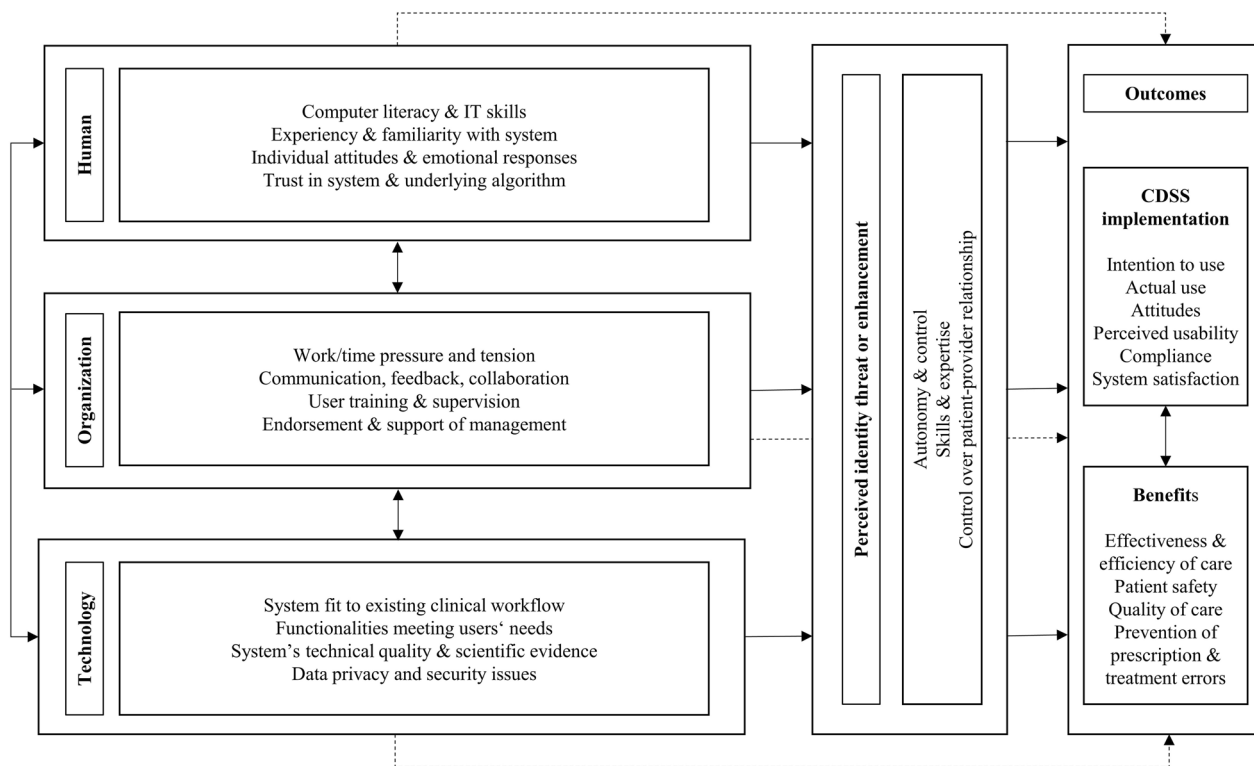 Human
Computer literacy & IT skills
Experiency & familiarity with system
Individual attitudes & emotional responses
Trust in system & underlying algorithm
Organization
Work/time pressure and tension
Communication, feedback, collaboration
User training & supervision
Endorsement & support of management
Technology
System fit to existing clinical workflow
Functionalities meeting users‘ needs
System’s technical quality & scientific evidence
Data privacy and security issues
Perceived identity threat or enhancement
Autonomy & control
Skills & expertise
Control over patient-provider relationship
Outcomes
CDSS
implementation
Intention to use
Actual use
Attitudes
Perceived usability
Compliance
System satisfaction
Benefits
Effectiveness &
efficiency of care
Patient safety
Quality of care
Prevention of
prescription &
treatment errors